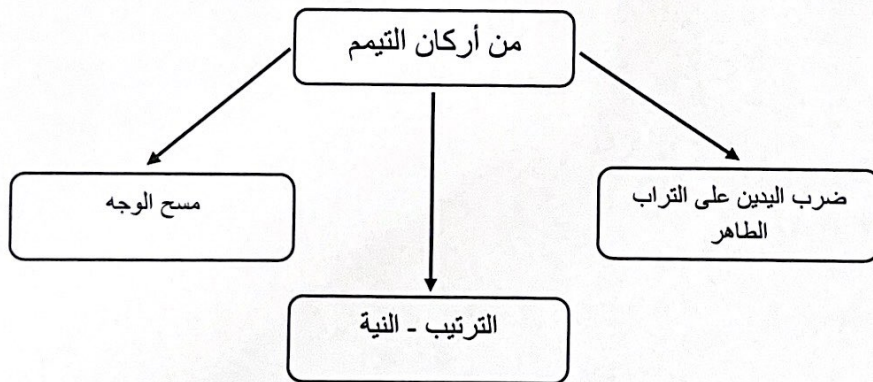 من أركان التيمم
ضرب اليدين على التراب
الطاهر
مسح الوجه
الترتيب - النية